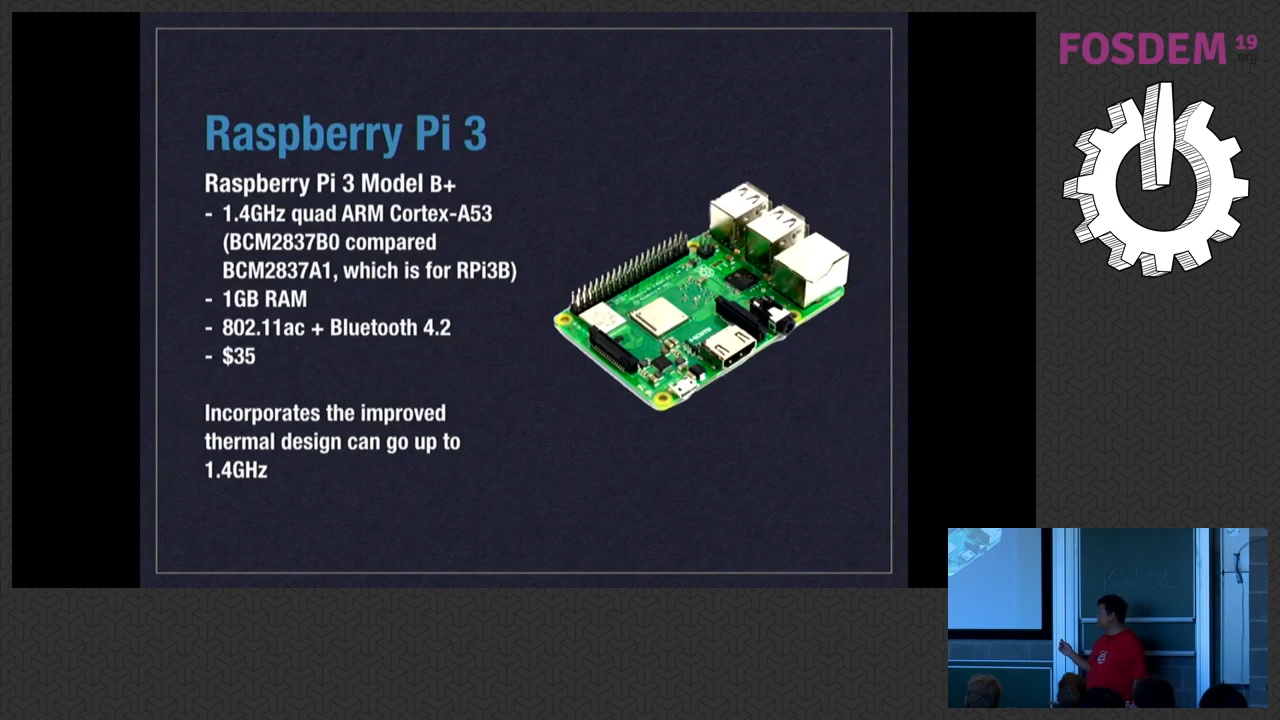 FOSDEM 19
.org
Raspberry Pi 3
Raspberry Pi 3 Model B+
- 1.4GHz quad ARM Cortex-A53
(BCM2837B0 compared
BCM2837A1, which is for RPi3B)
- 1GB RAM
- 802.11ac + Bluetooth 4.2
- $35
Incorporates the improved
thermal design can go up to
1.4GHz
HDMI